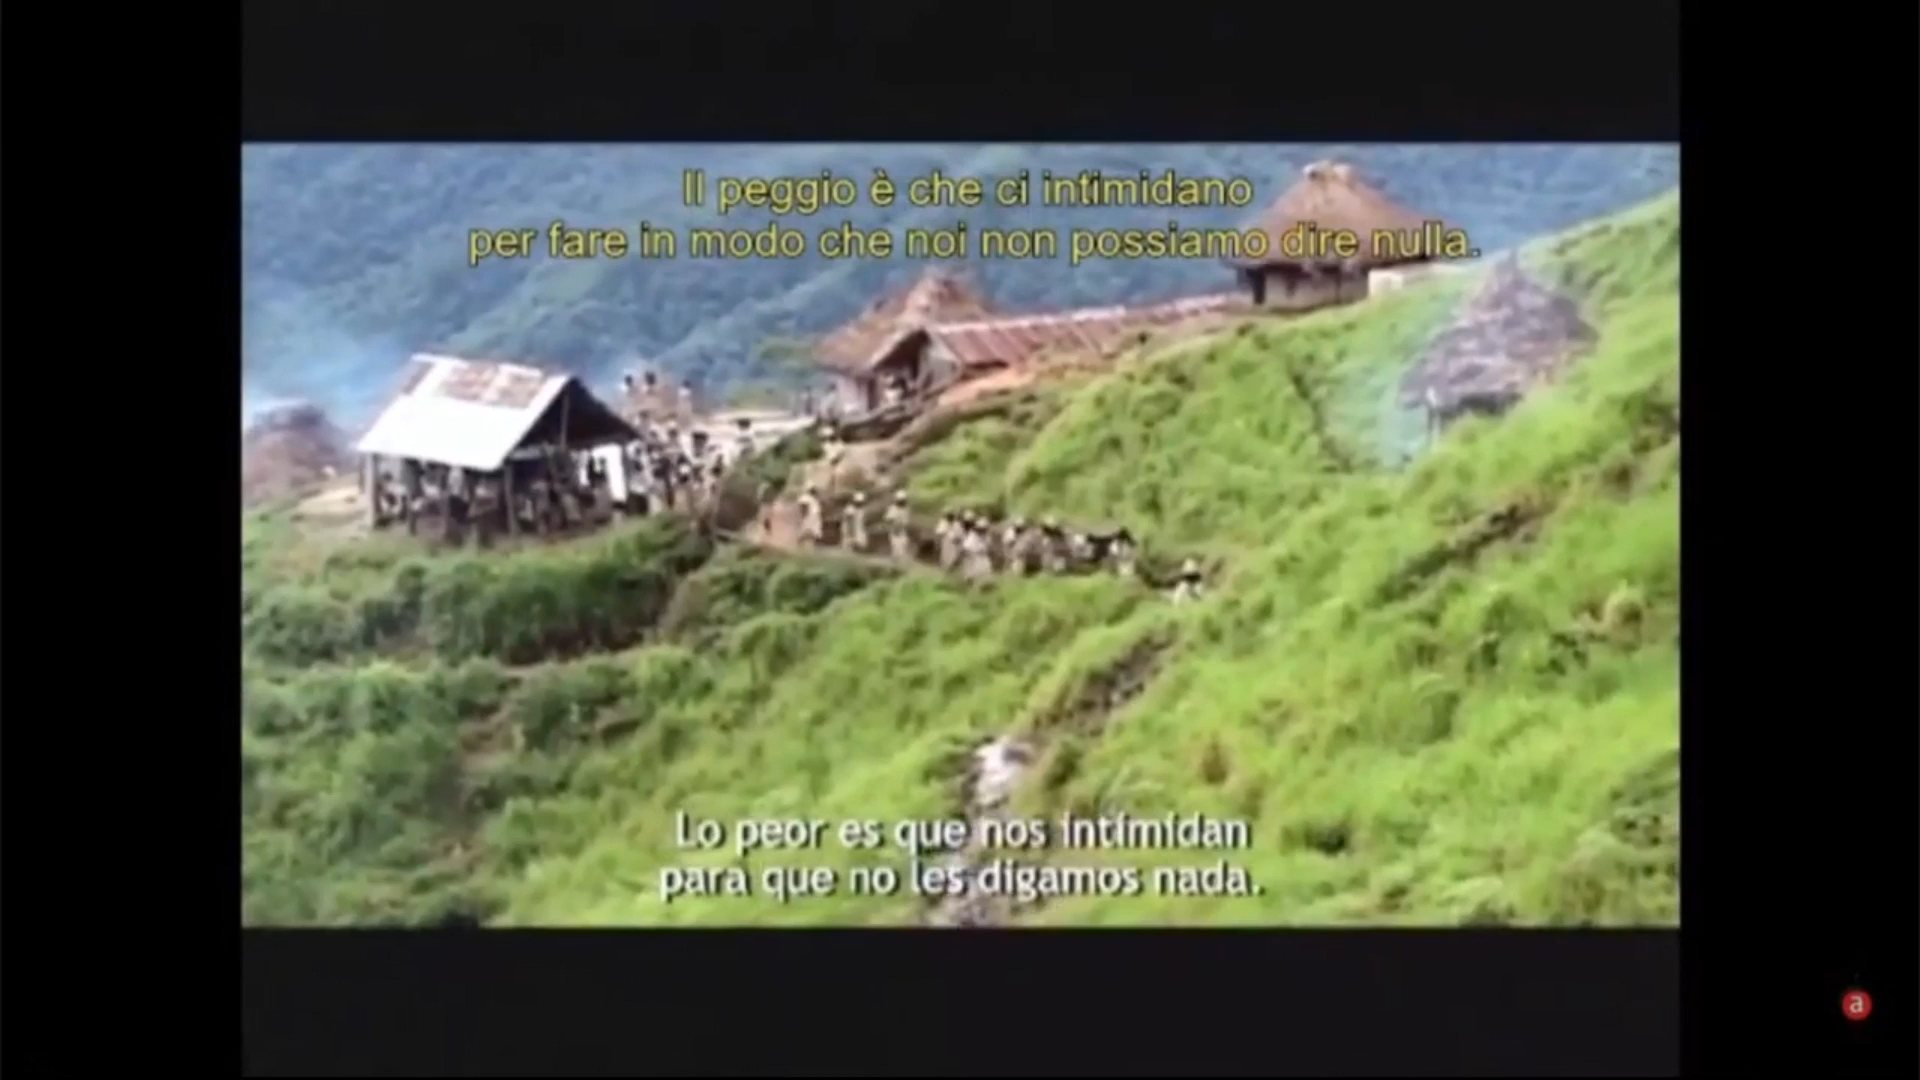 Il peggio è che ci intimidano
per fare in modo che noi non possiamo dire nulla.
Lo peor es que nos intimidan
para que no les digamos nada.
a